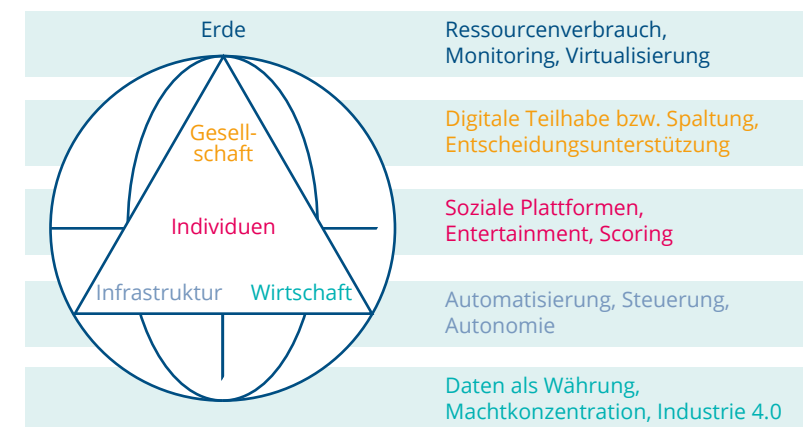 Erde
Ressourcenverbrauch,
Monitoring, Virtualisierung
Gesell-
schaft
Digitale Teilhabe bzw. Spaltung,
Entscheidungsunterstützung
Individuen
Soziale Plattformen,
Entertainment, Scoring
Infrastruktur
Wirtschaft
Automatisierung, Steuerung,
Autonomie
Daten als Währung,
Machtkonzentration, Industrie 4.0